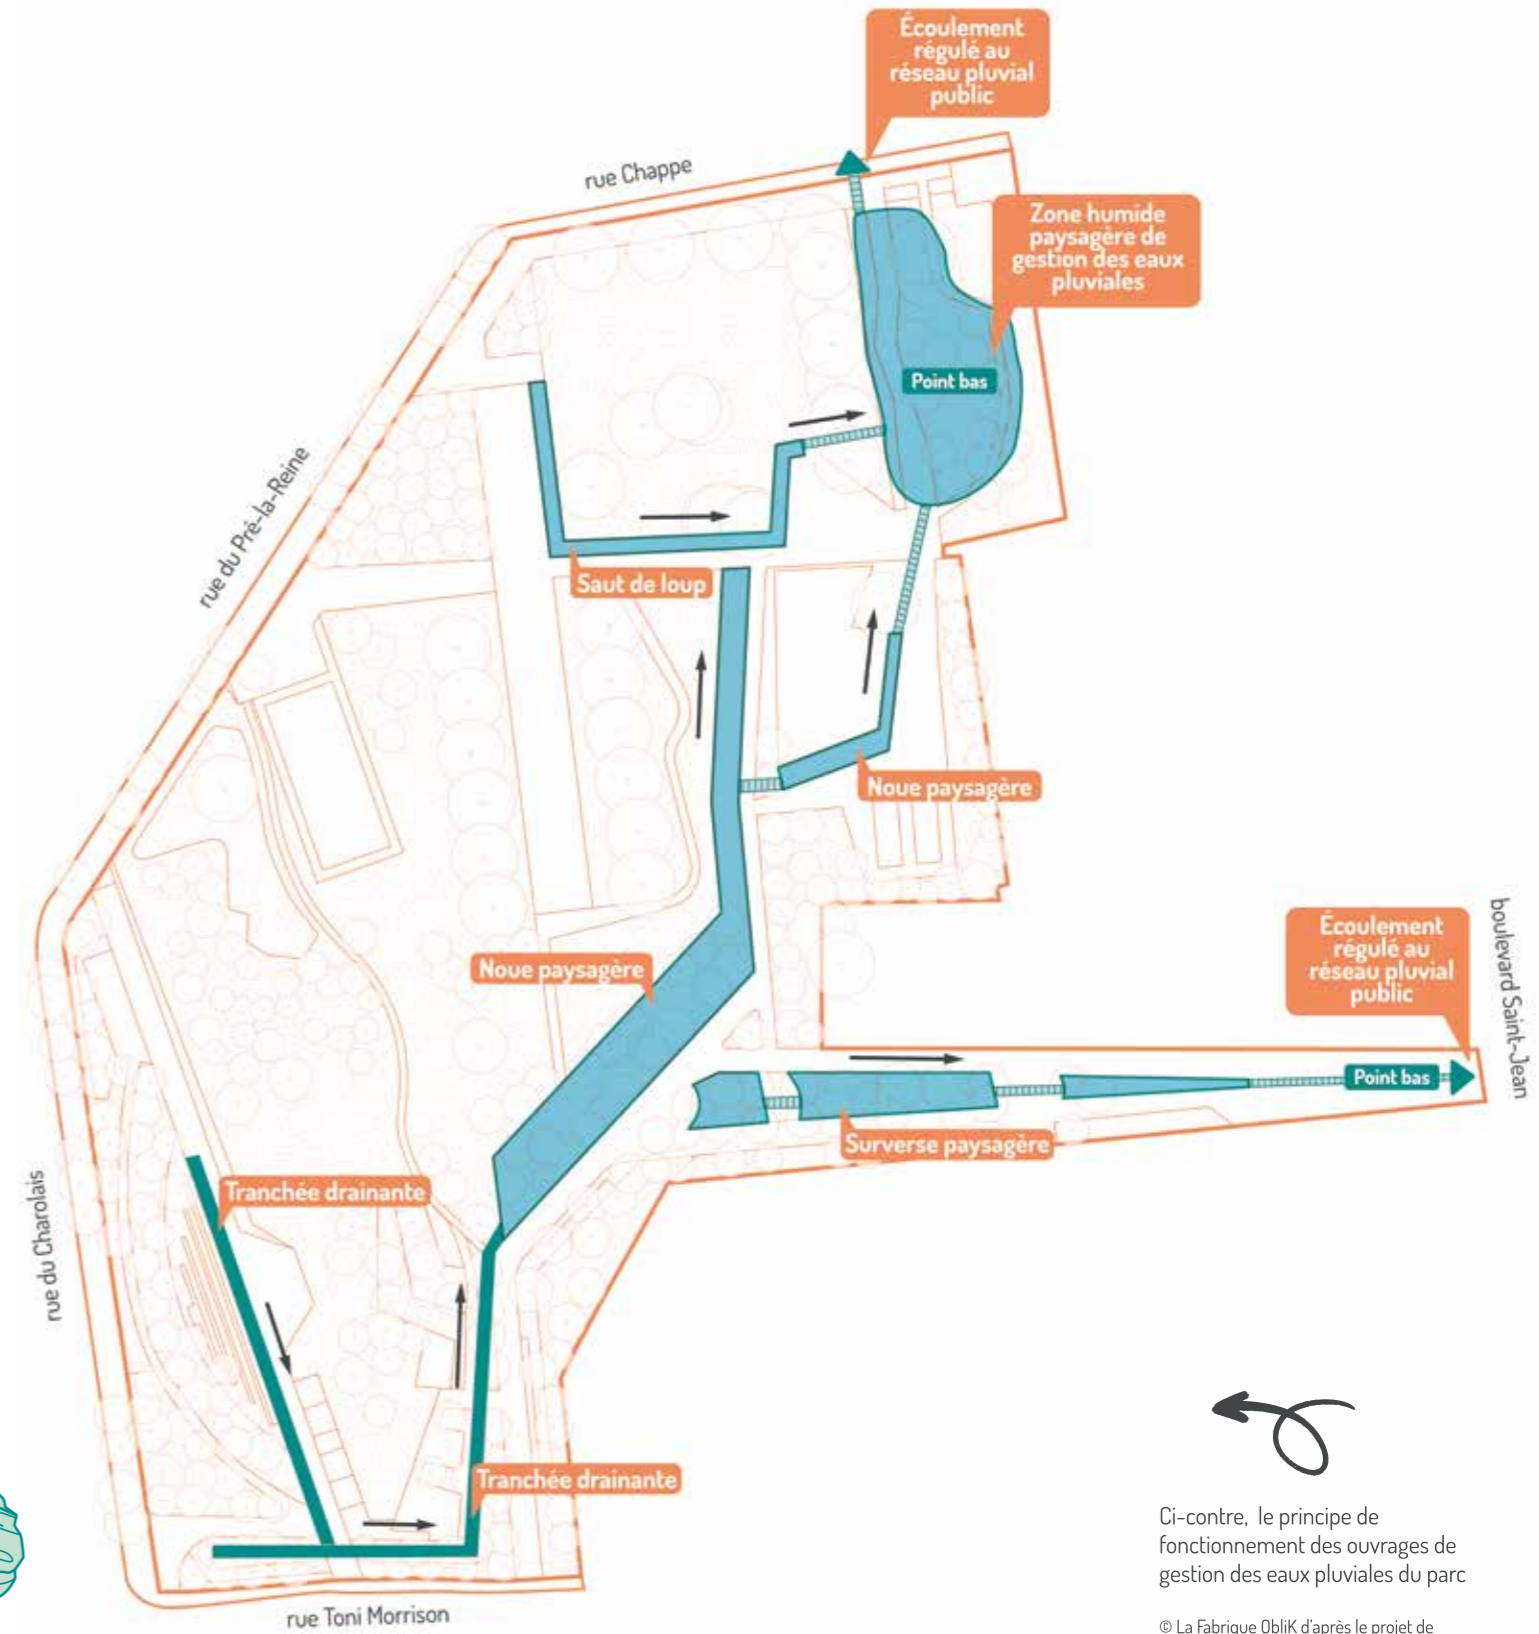 Écoulement
régulé au
réseau pluvial
public
rue Chappe
Zone humide
paysagère de
gestion des eaux
pluviales
Point bas
rue du Pré-la-Reine
Saut de loup
Noue paysagère
Noue paysagère
Écoulement
régulé au
réseau pluvial
public
boulevard Saint-Jean
Point bas
Surverse paysagère
Tranchée drainante
rue du Charolais
Tranchée drainante
rue Toni Morrison
Ci-contre, le principe de
fonctionnement des ouvrages de
gestion des eaux pluviales du parc
© La Fabrique ObliK d'après le projet de